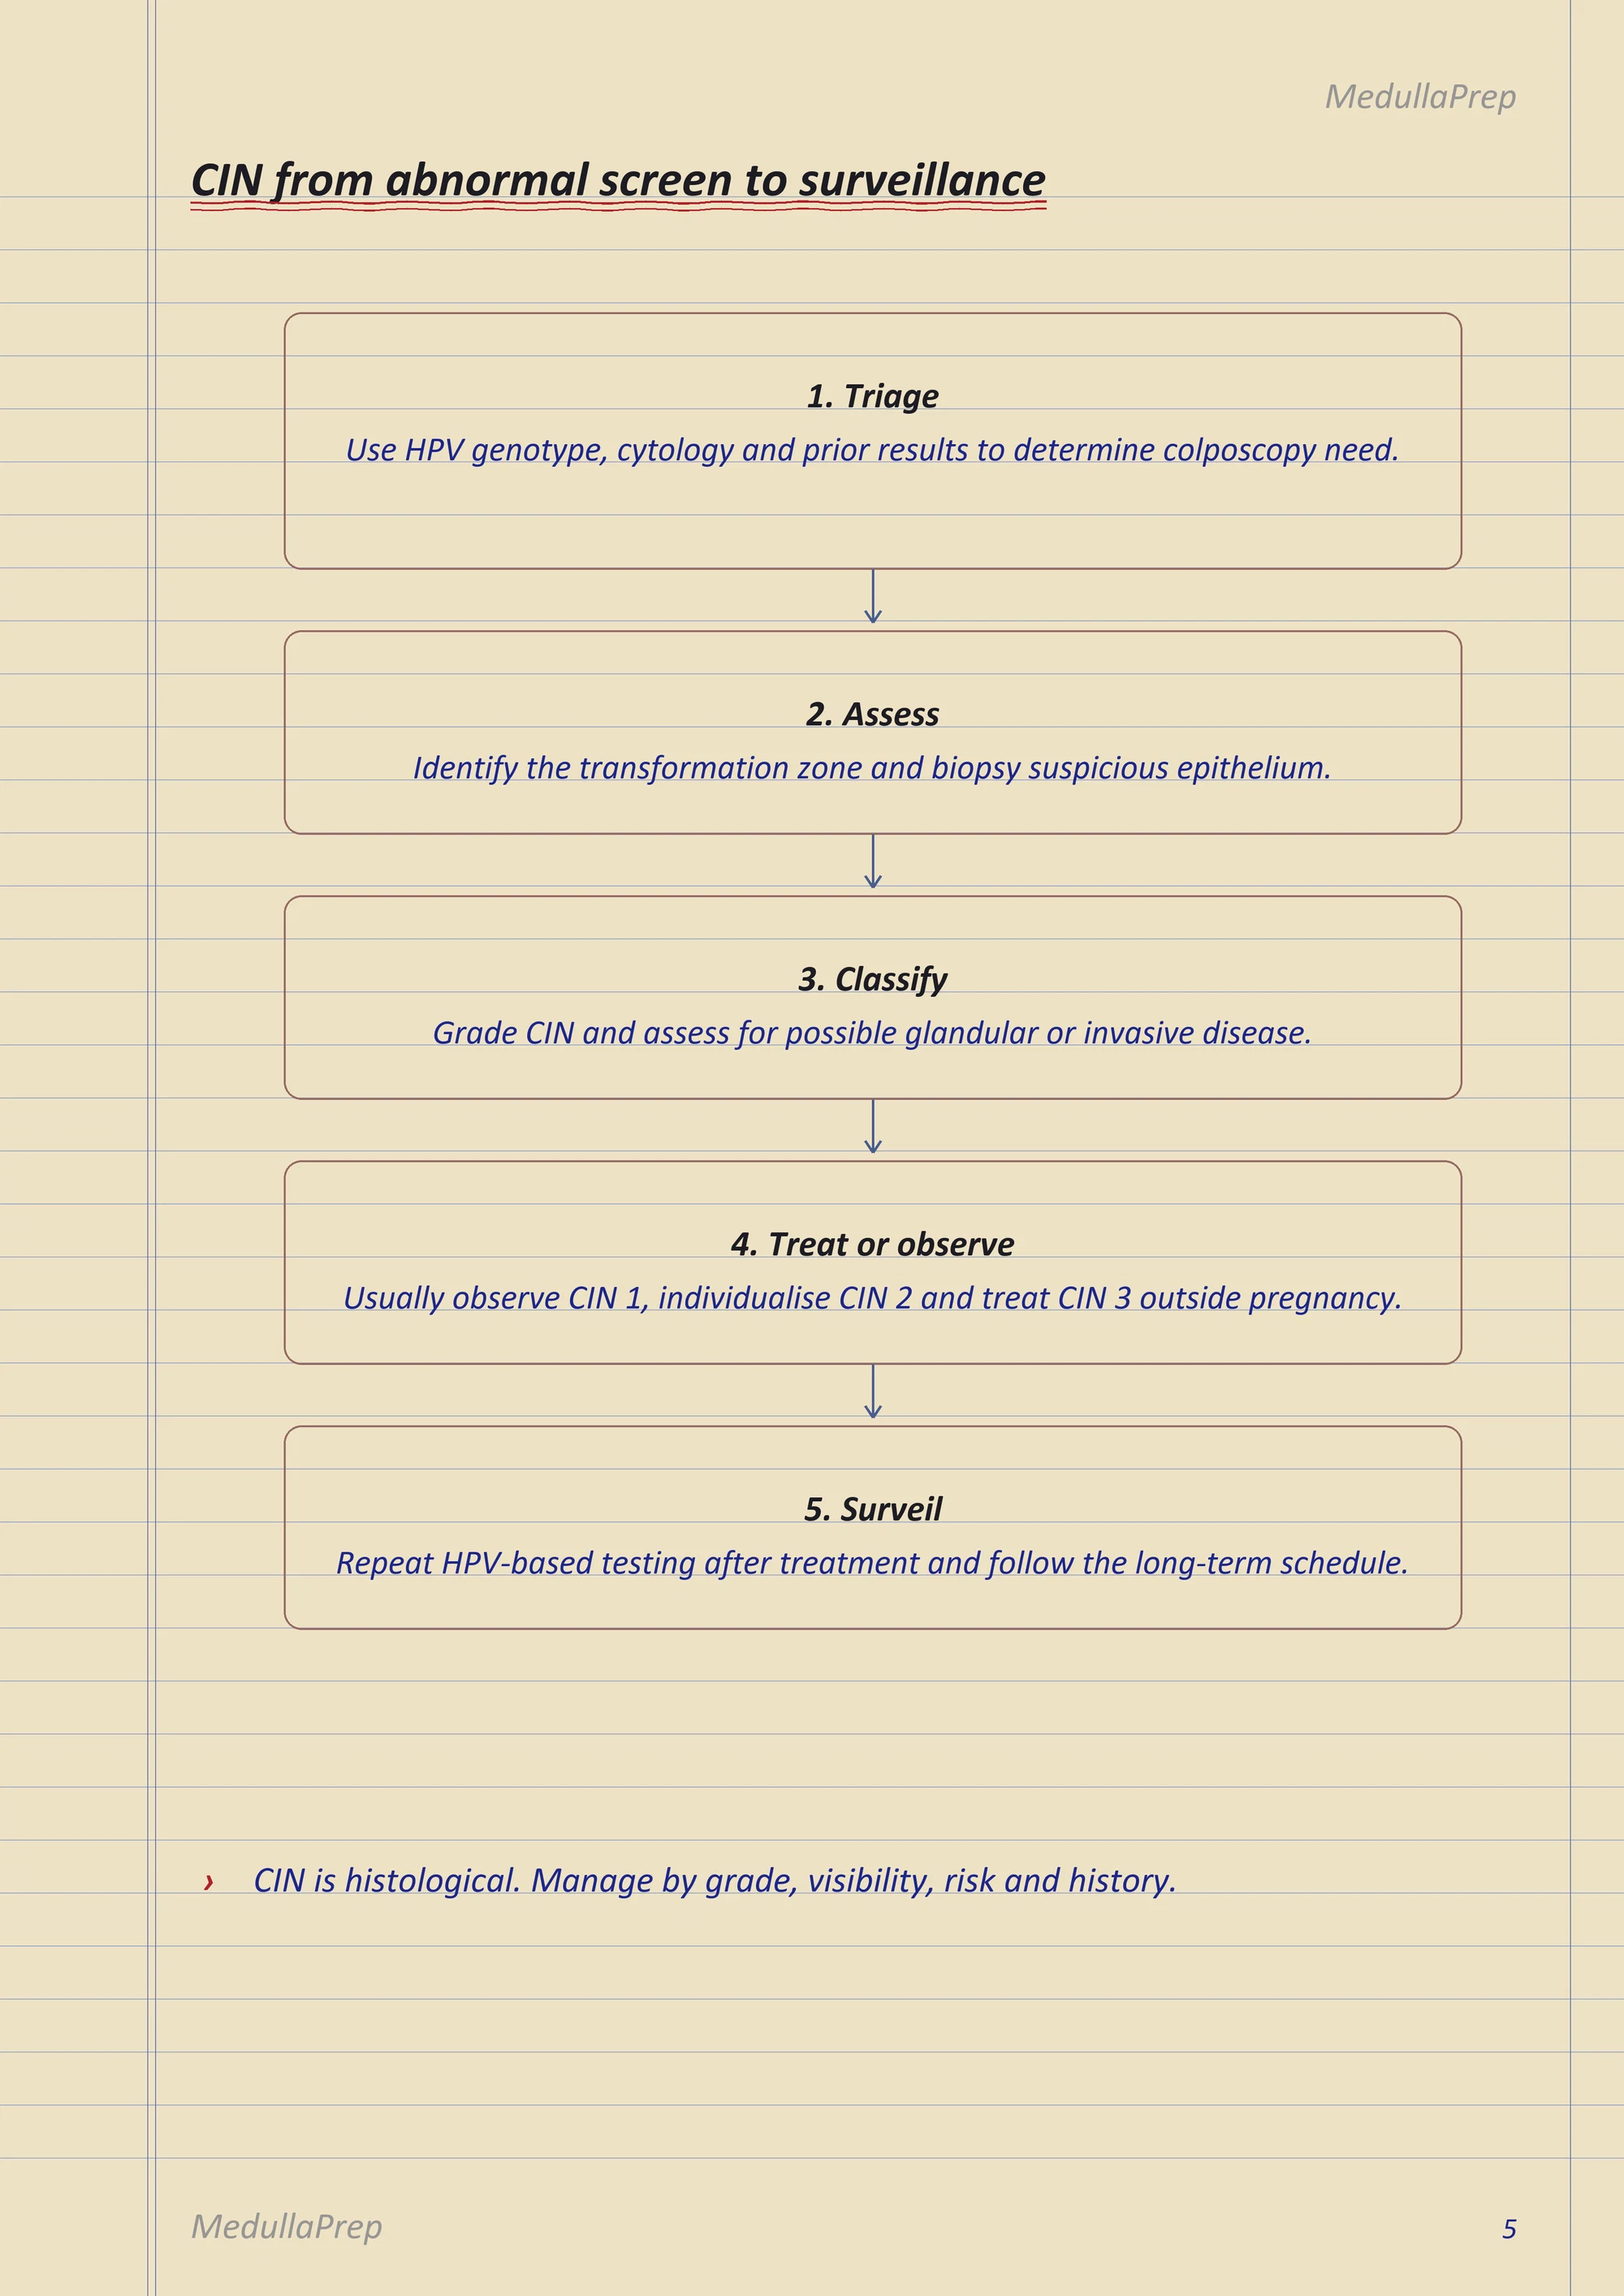 MedullaPrep
CIN from abnormal screen to surveillance
1. Triage
Use HPV genotype, cytology and prior results to determine colposcopy need.
2. Assess
Identify the transformation zone and biopsy suspicious epithelium.
3. Classify
Grade CIN and assess for possible glandular or invasive disease.
4. Treat or observe
Usually observe CIN 1, individualise CIN 2 and treat CIN 3 outside pregnancy.
5. Surveil
Repeat HPV-based testing after treatment and follow the long-term schedule.
› CIN is histological. Manage by grade, visibility, risk and history.
MedullaPrep
5